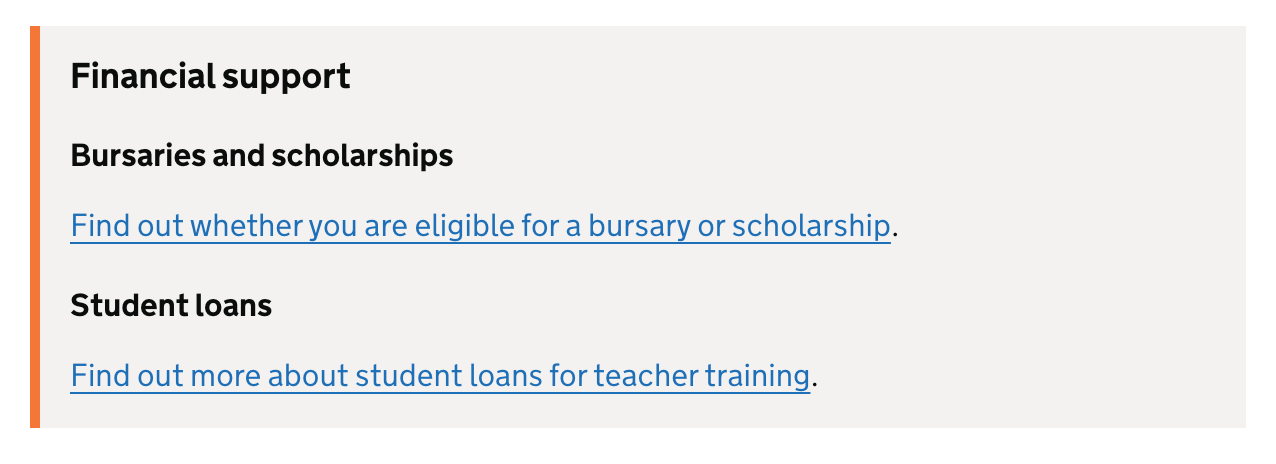 Financial support
Bursaries and scholarships
Find out whether you are eligible for a bursary or scholarship.
Student loans
Find out more about student loans for teacher training.